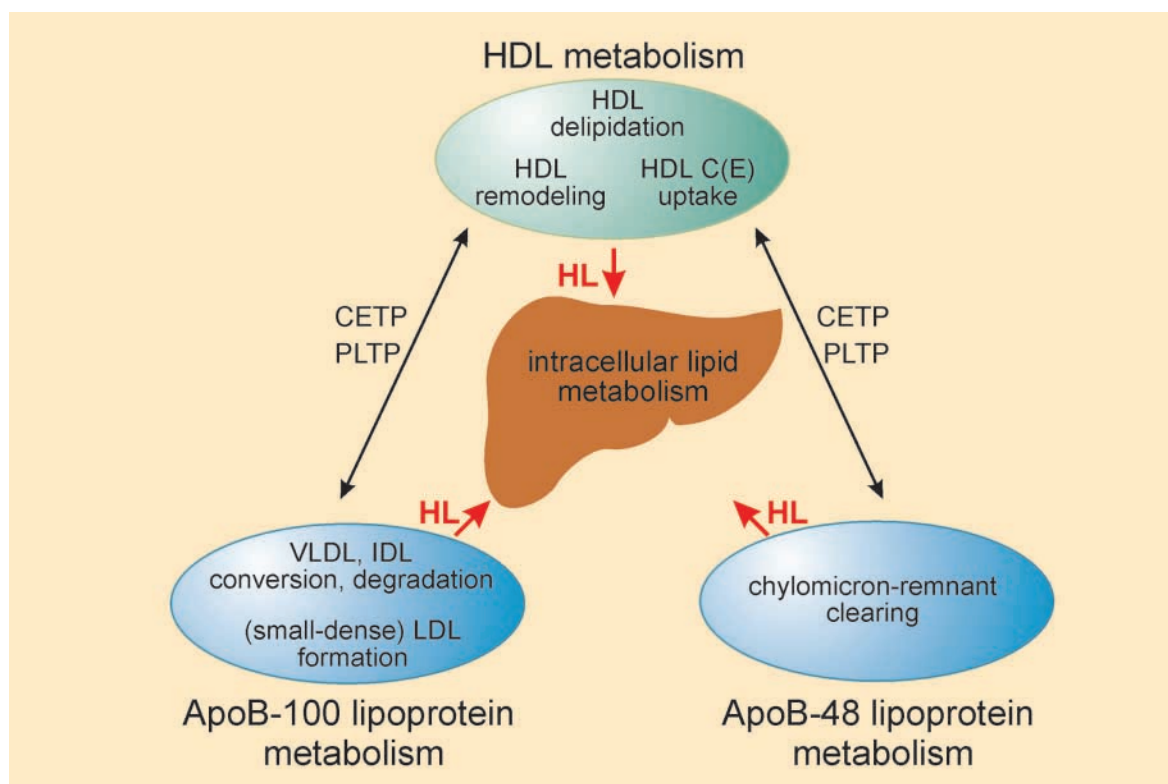 HDL metabolism
HDL
delipidation
HDL
remodeling
HDL C(E)
uptake
HL
CETP
PLTP
CETP
PLTP
intracellular lipid
metabolism
HL
HL
VLDL, IDL
conversion, degradation
(small-dense) LDL
formation
chylomicron-remnant
clearing
ApoB-100 lipoprotein
metabolism
ApoB-48 lipoprotein
metabolism